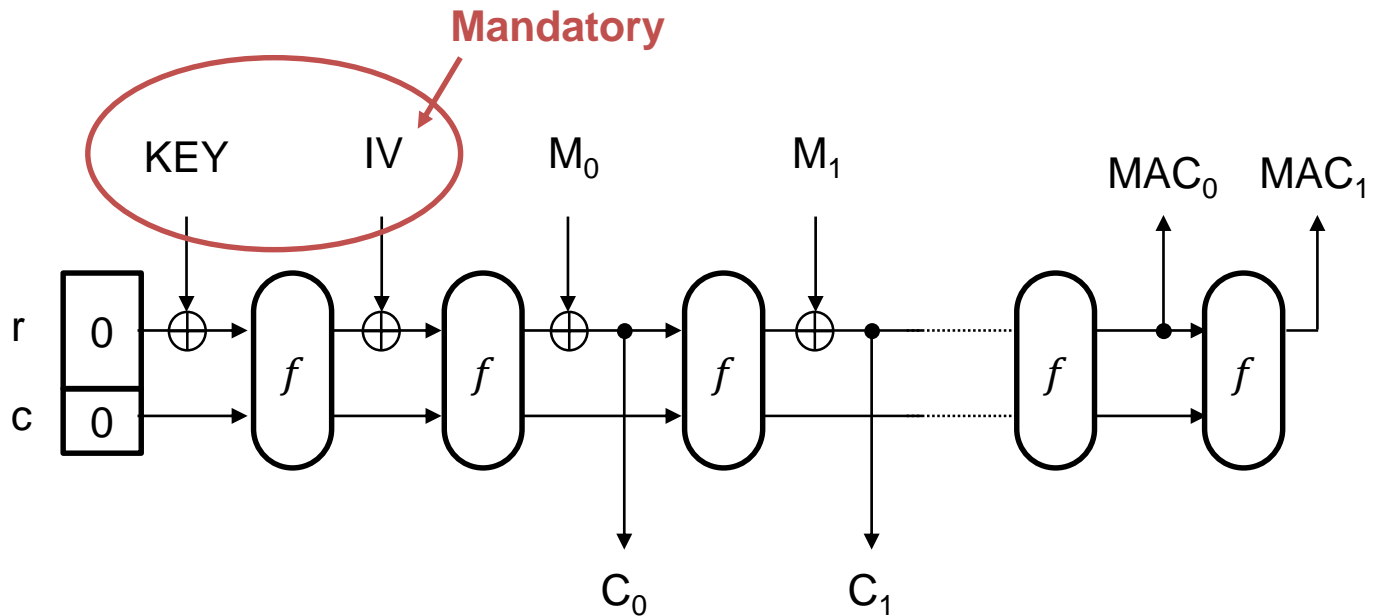 Mandatory
KEY IV M₀ M₁ MAC₀ MAC₁
r 0 f f f f f
c 0
C₀ C₁